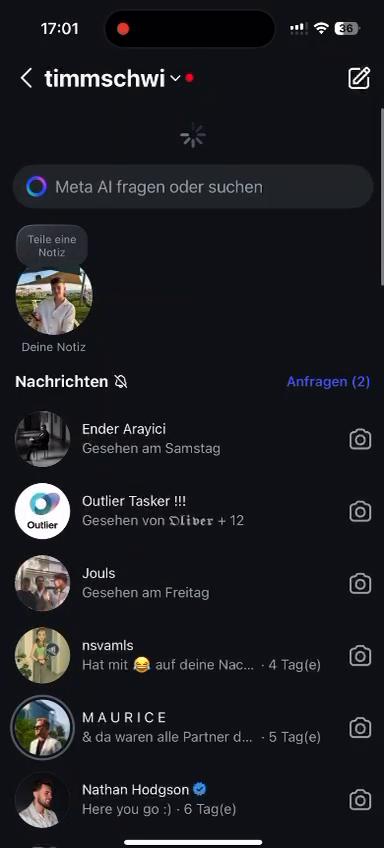 17:01
36
timmschwi
Meta AI fragen oder suchen
Teile eine
Notiz
Deine Notiz
Nachrichten
Anfragen (2)
Ender Arayici
Gesehen am Samstag
Outlier Tasker !!!
Gesehen von 𝕺𝖑𝖎𝖛𝖊𝖗 + 12
Outlier
Jouls
Gesehen am Freitag
nsvamls
Hat mit 😂 auf deine Nac... · 4 Tag(e)
M A U R I C E
& da waren alle Partner d... · 5 Tag(e)
Nathan Hodgson
Here you go :) · 6 Tag(e)